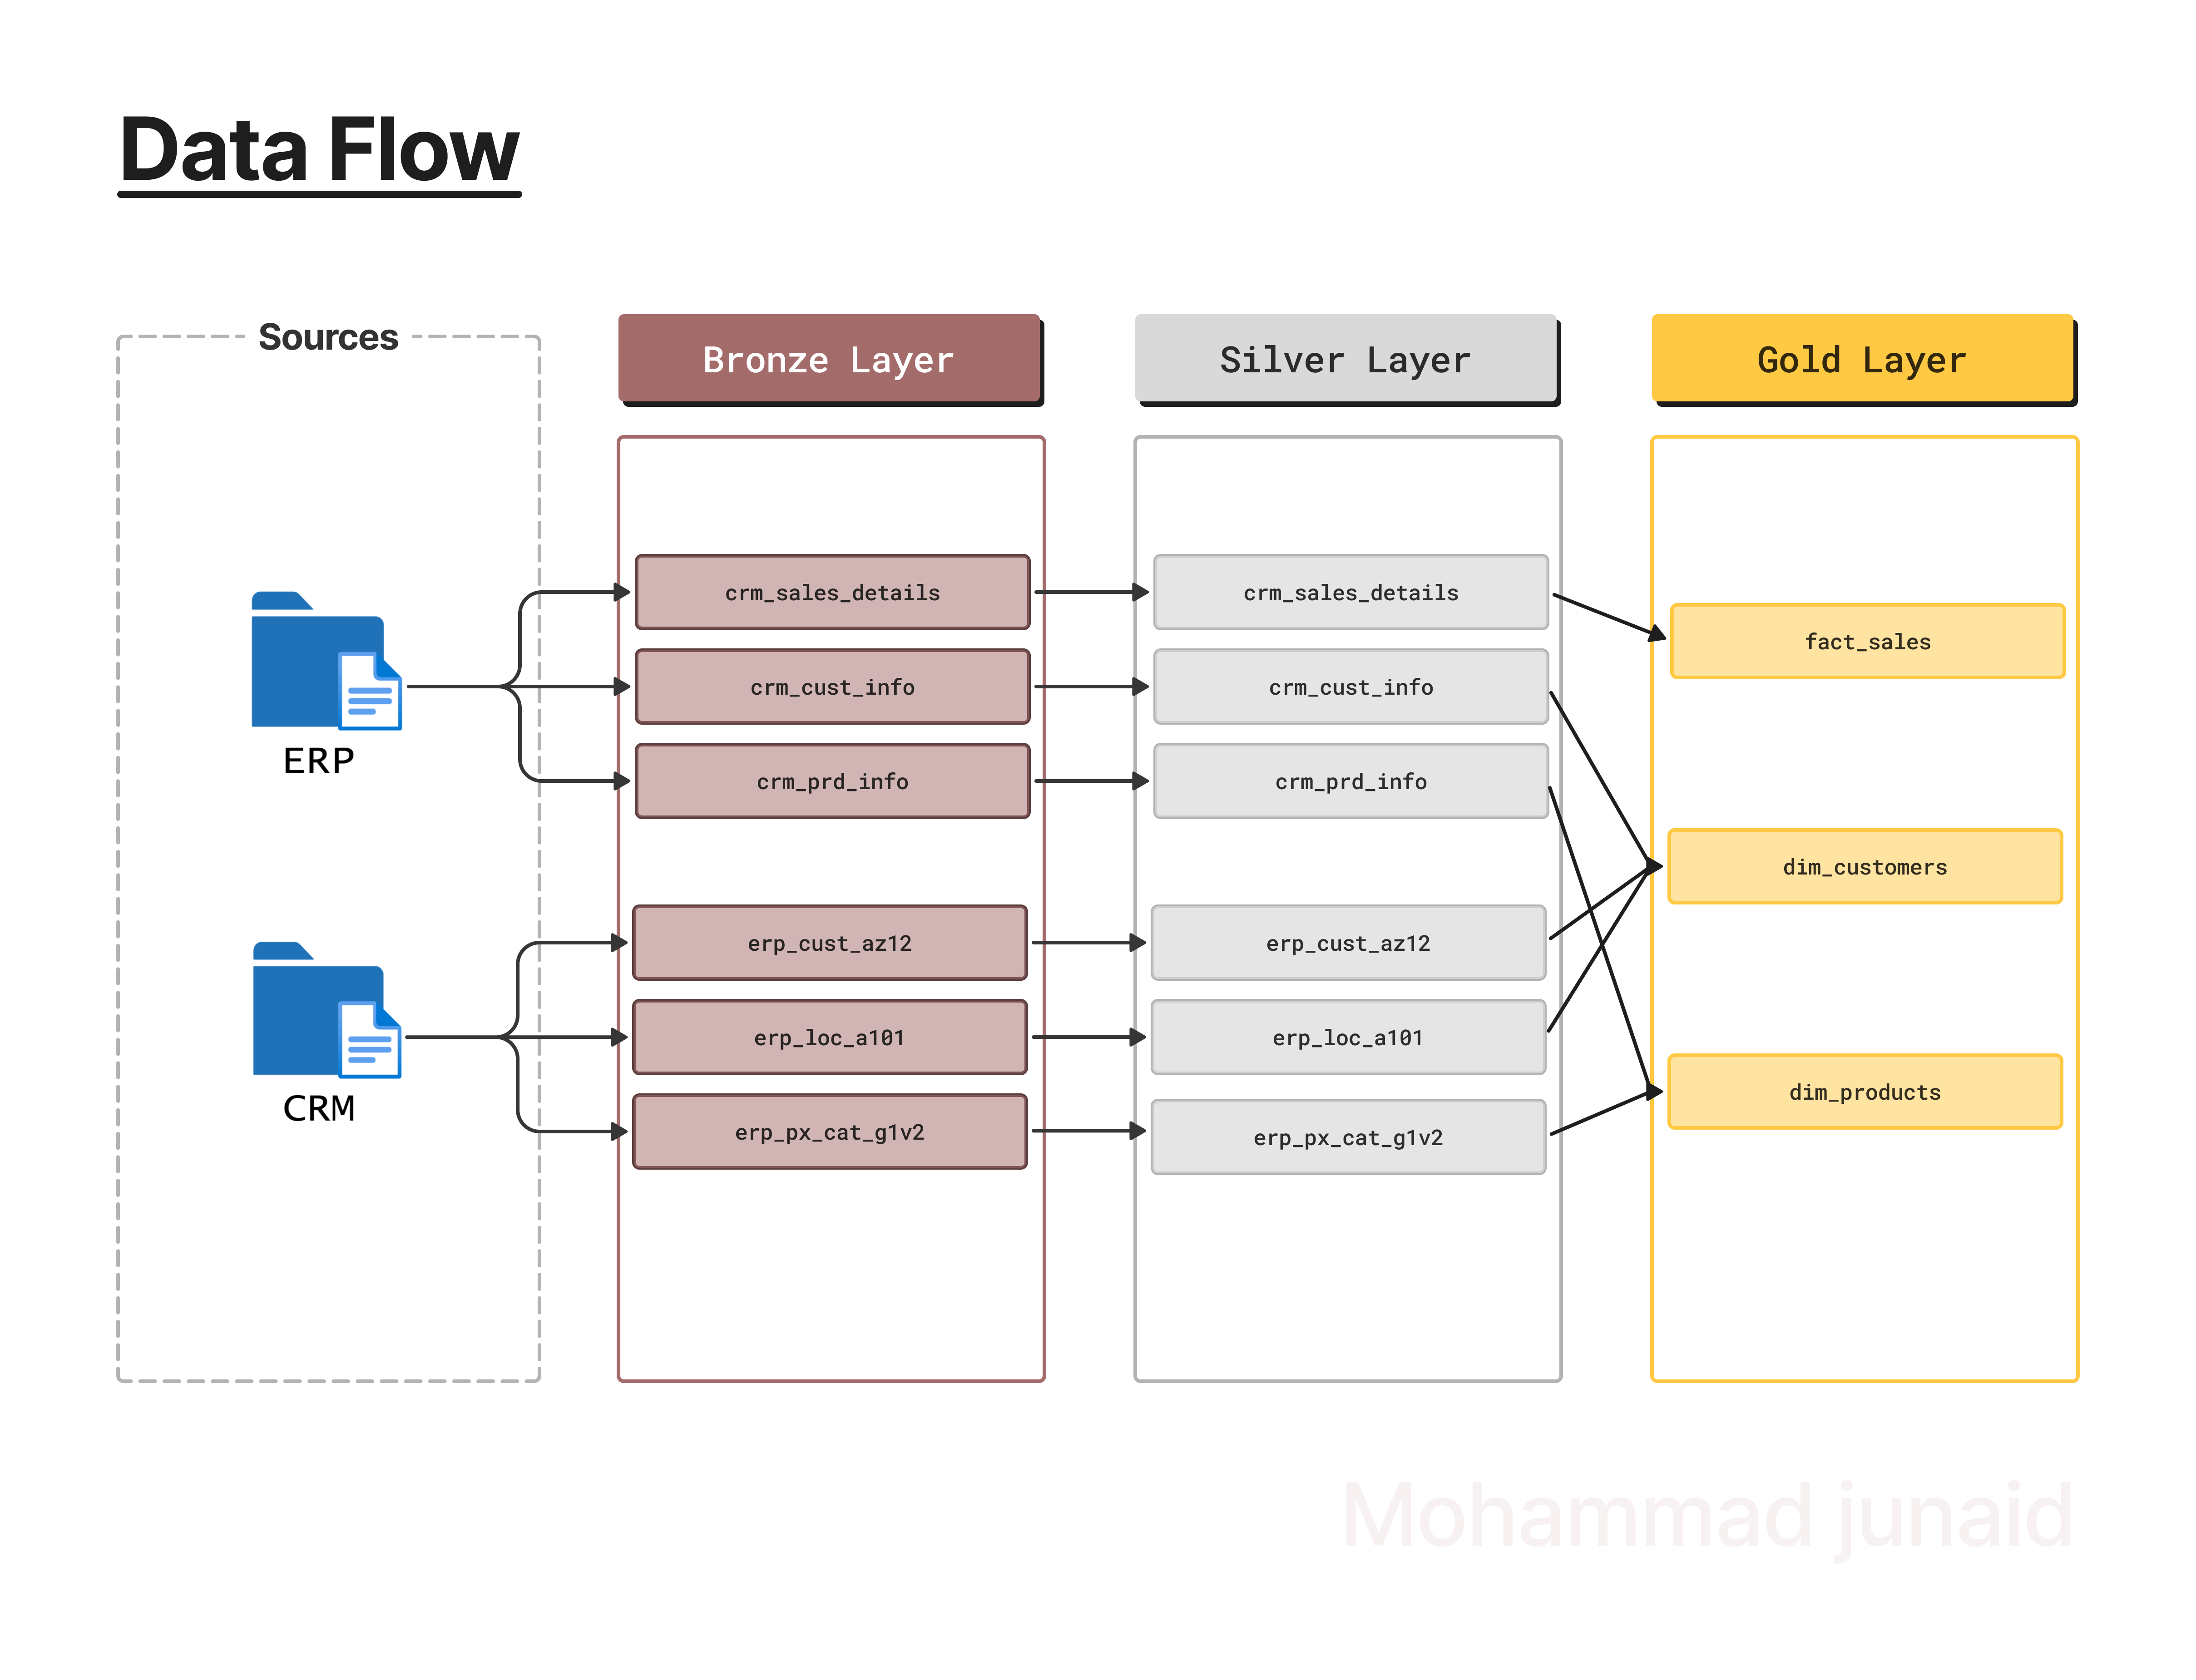 Data Flow
Sources
Bronze Layer
Silver Layer
Gold Layer
ERP
CRM
crm_sales_details
crm_cust_info
crm_prd_info
erp_cust_az12
erp_loc_a101
erp_px_cat_g1v2
crm_sales_details
crm_cust_info
crm_prd_info
erp_cust_az12
erp_loc_a101
erp_px_cat_g1v2
fact_sales
dim_customers
dim_products
Mohammad junaid